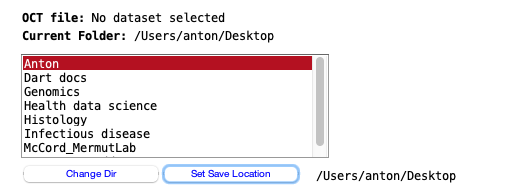 OCT file: No dataset selected
Current Folder: /Users/anton/Desktop
Anton
Dart docs
Genomics
Health data science
Histology
Infectious disease
McCord_MermutLab
Change Dir
Set Save Location
/Users/anton/Desktop